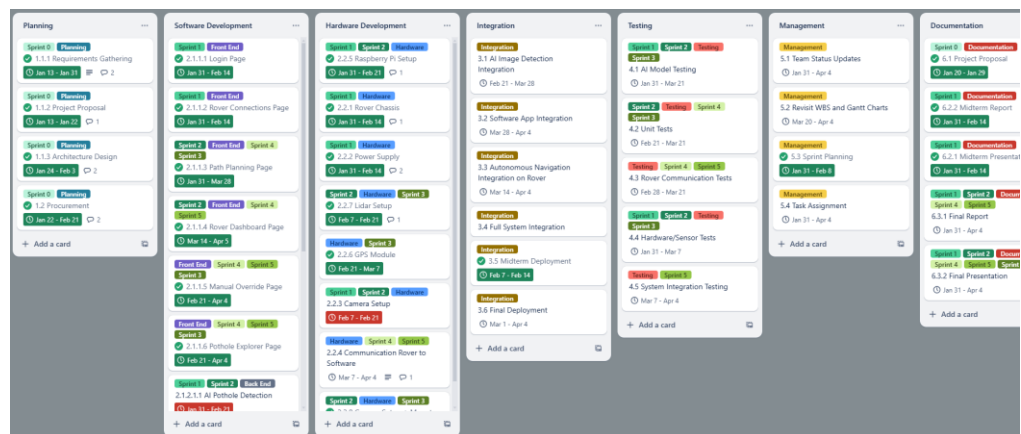 Planning
Sprint 0 Planning
1.1.1 Requirements Gathering
Jan 13 - Jan 31 2
Sprint 0 Planning
1.1.2 Project Proposal
Jan 13 - Jan 22 1
Sprint 0 Planning
1.1.3 Architecture Design
Jan 24 - Feb 3 2
Sprint 0 Planning
1.2 Procurement
Jan 22 - Feb 21 2
+ Add a card
Software Development
Sprint 1 Front End
2.1.1.1 Login Page
Jan 31 - Feb 14
Sprint 1 Front End
2.1.1.2 Rover Connections Page
Jan 31 - Feb 14
Sprint 2 Front End Sprint 4
Sprint 3
2.1.1.3 Path Planning Page
Jan 31 - Mar 28
Sprint 2 Front End Sprint 4
Sprint 5
2.1.1.4 Rover Dashboard Page
Mar 14 - Apr 5
Front End Sprint 4 Sprint 5
Sprint 3
2.1.1.5 Manual Override Page
Feb 21 - Apr 4
Front End Sprint 4 Sprint 5
Sprint 3
2.1.1.6 Pothole Explorer Page
Feb 21 - Apr 4
Sprint 1 Sprint 2 Back End
2.1.2.1.1 AI Pothole Detection
Jan 31 - Feb 21
+ Add a card
Hardware Development
Sprint 1 Sprint 2 Hardware
2.2.5 Raspberry Pi Setup
Jan 31 - Feb 21 1
Sprint 1 Hardware
2.2.1 Rover Chassis
Jan 31 - Feb 14 1
Sprint 1 Hardware
2.2.2 Power Supply
Jan 31 - Feb 14 2
Sprint 2 Hardware Sprint 3
2.2.7 Lidar Setup
Feb 7 - Feb 21 1
Hardware Sprint 3
2.2.6 GPS Module
Feb 21 - Mar 7
Sprint 1 Sprint 2 Hardware
2.2.3 Camera Setup
Feb 7 - Feb 21
Hardware Sprint 4 Sprint 5
2.2.4 Communication Rover to
Software
Mar 7 - Apr 4 1
Sprint 2 Hardware Sprint 3
+ Add a card
Integration
Integration
3.1 AI Image Detection
Integration
Feb 21 - Mar 28
Integration
3.2 Software App Integration
Mar 28 - Apr 4
Integration
3.3 Autonomous Navigation
Integration on Rover
Mar 14 - Apr 4
Integration
3.4 Full System Integration
Integration
3.5 Midterm Deployment
Feb 7 - Feb 14
Integration
3.6 Final Deployment
Mar 1 - Apr 4
+ Add a card
Testing
Sprint 1 Sprint 2 Testing
Sprint 3
4.1 AI Model Testing
Jan 31 - Mar 21
Sprint 2 Testing Sprint 4
Sprint 3
4.2 Unit Tests
Feb 21 - Mar 21
Testing Sprint 4 Sprint 5
4.3 Rover Communication Tests
Feb 28 - Mar 21
Sprint 1 Sprint 2 Testing
Sprint 3
4.4 Hardware/Sensor Tests
Jan 31 - Mar 7
Testing Sprint 5
4.5 System Integration Testing
Mar 7 - Apr 4
+ Add a card
Management
Management
5.1 Team Status Updates
Jan 31 - Apr 4
Management
5.2 Revisit WBS and Gantt Charts
Mar 20 - Apr 4
Management
5.3 Sprint Planning
Jan 31 - Feb 8
Management
5.4 Task Assignment
Jan 31 - Apr 4
+ Add a card
Documentation
Sprint 0 Documentation
6.1 Project Proposal
Jan 20 - Jan 29
Sprint 1 Documentation
6.2.2 Midterm Report
Jan 31 - Feb 14
Sprint 1 Documentation
6.2.1 Midterm Presentat
Jan 31 - Feb 14
Sprint 1 Sprint 2 Docum
Sprint 4 Sprint 5
6.3.1 Final Report
Jan 31 - Apr 4
Sprint 1 Sprint 2 Docum
Sprint 4 Sprint 5 Sprint
6.3.2 Final Presentation
Jan 31 - Apr 4
+ Add a card